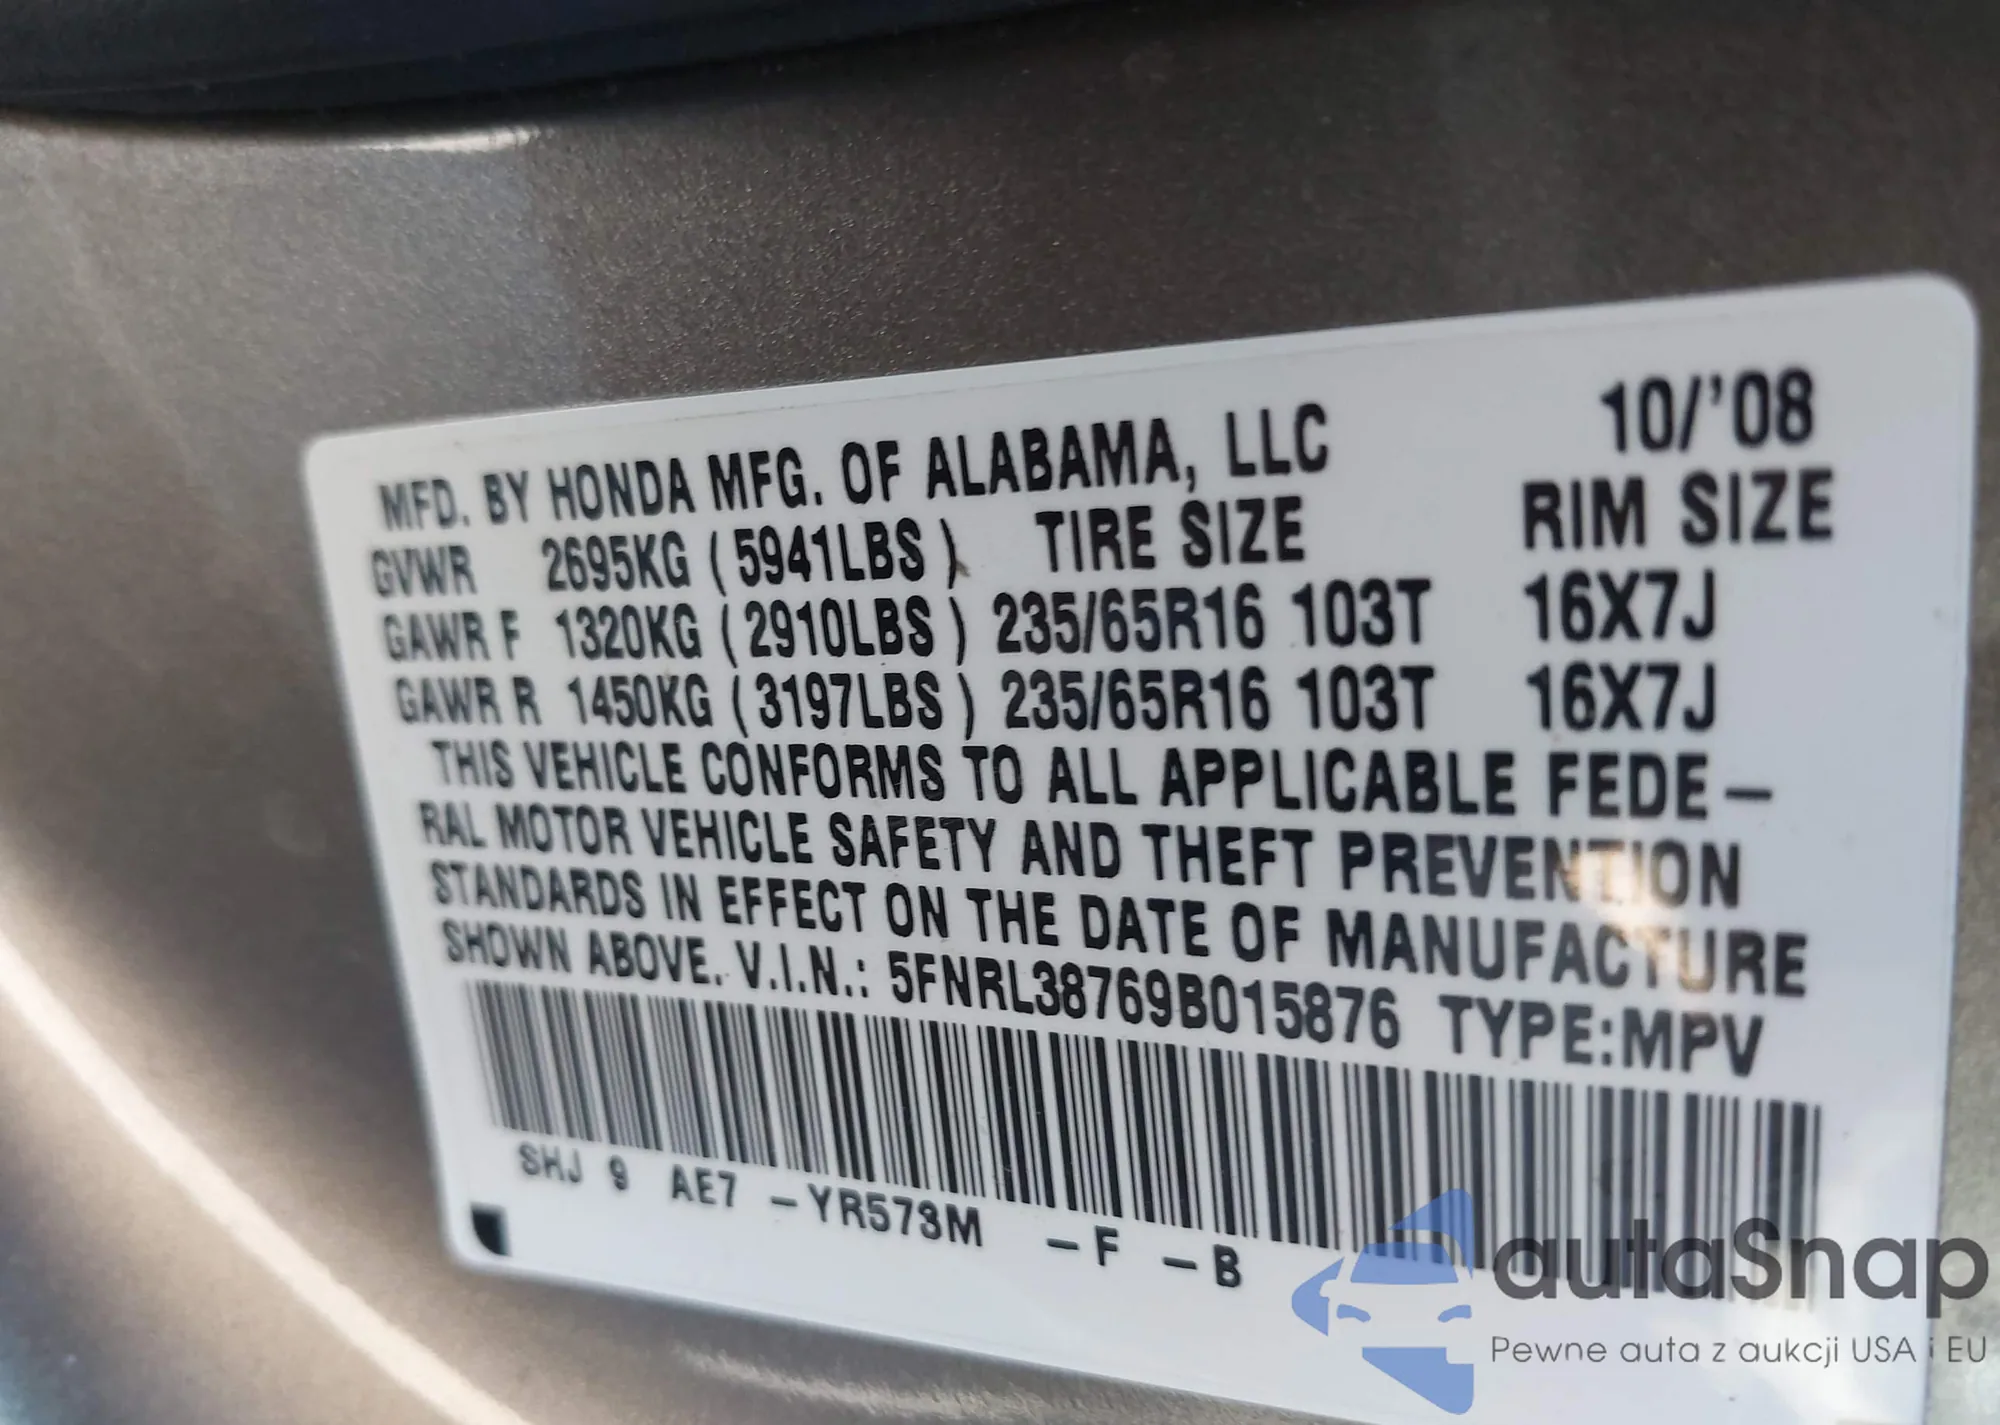 MFD. BY HONDA MFG. OF ALABAMA, LLC 10/'08
GVWR 2695KG (5941LBS) TIRE SIZE RIM SIZE
GAWR F 1320KG (2910LBS) 235/65R16 103T 16X7J
GAWR R 1450KG (3197LBS) 235/65R16 103T 16X7J
THIS VEHICLE CONFORMS TO ALL APPLICABLE FEDE-
RAL MOTOR VEHICLE SAFETY AND THEFT PREVENTION
STANDARDS IN EFFECT ON THE DATE OF MANUFACTURE
SHOWN ABOVE. V.I.N.: 5FNRL38769B015876 TYPE:MPV
SHJ 9 AE7 -YR573M -F -B
autaSnap
Pewne auta z aukcji USA i EU